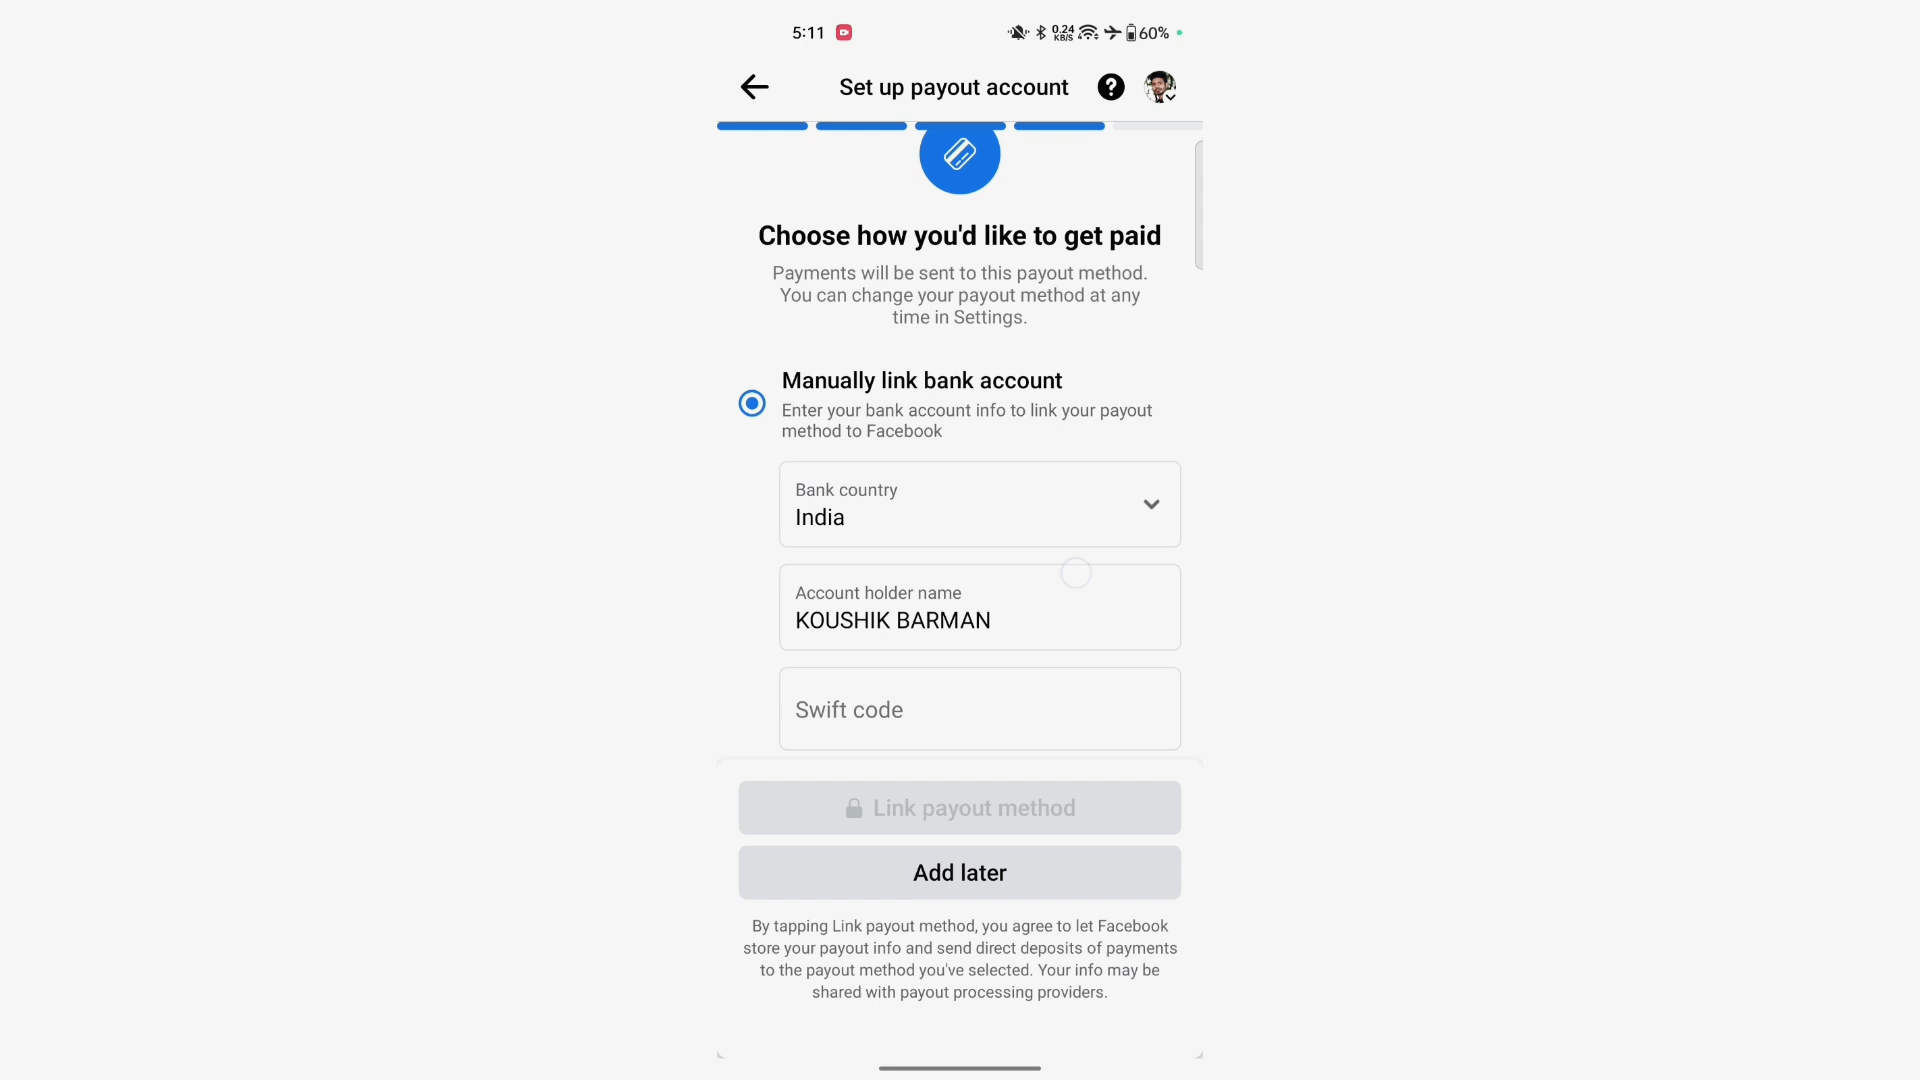 5:11
0.24
KB/S
60%
Set up payout account
Choose how you'd like to get paid
Payments will be sent to this payout method.
You can change your payout method at any
time in Settings.
Manually link bank account
Enter your bank account info to link your payout
method to Facebook
Bank country
India
Account holder name
KOUSHIK BARMAN
Swift code
Link payout method
Add later
By tapping Link payout method, you agree to let Facebook
store your payout info and send direct deposits of payments
to the payout method you've selected. Your info may be
shared with payout processing providers.